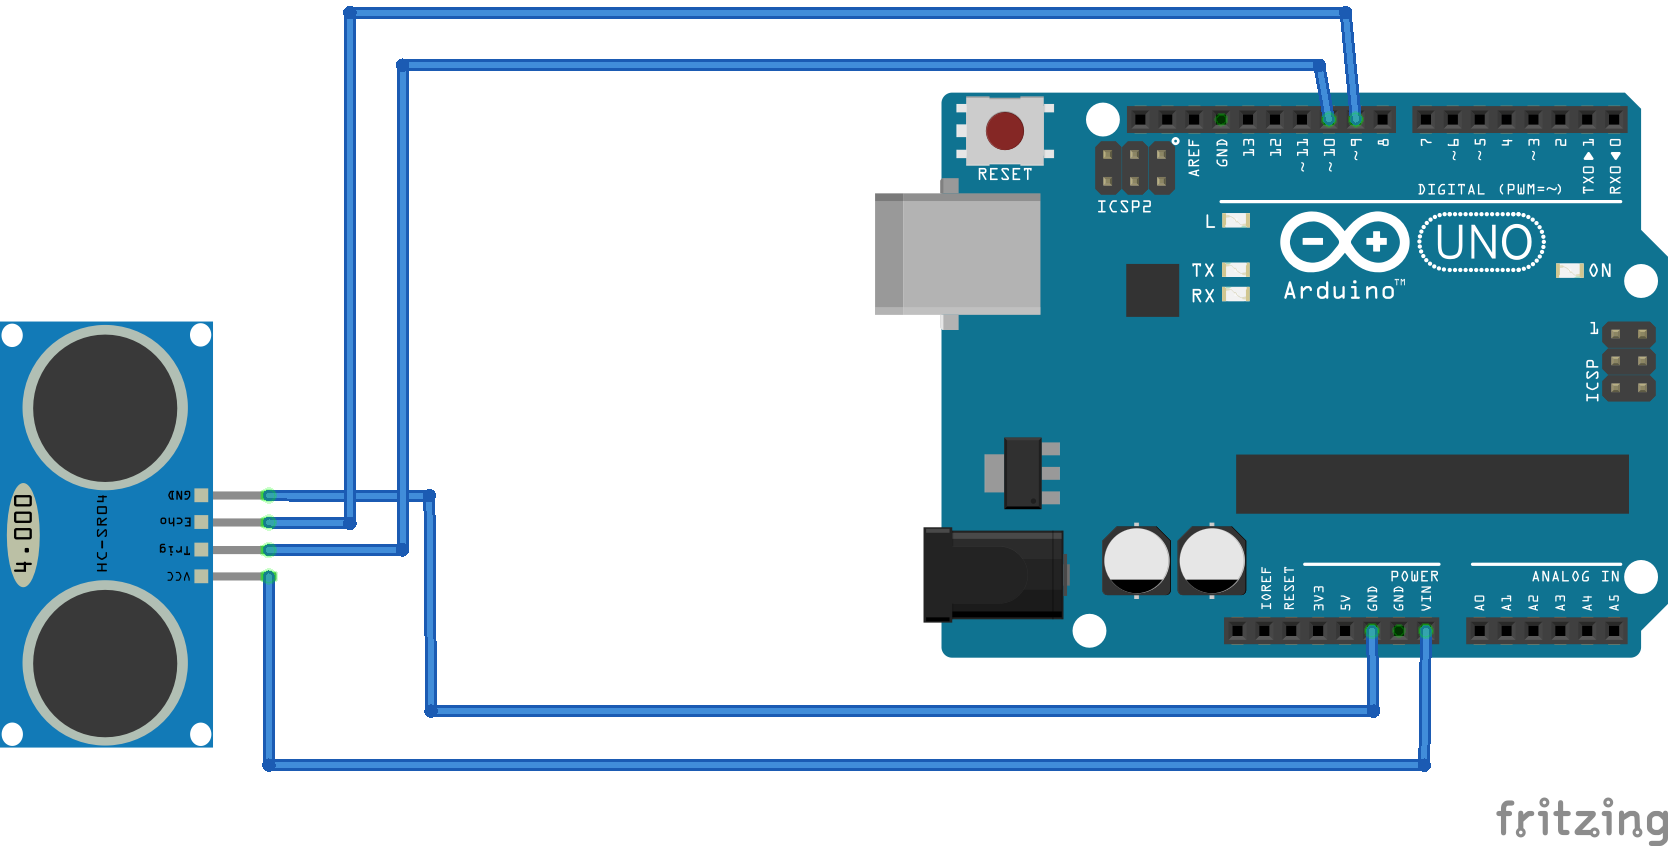 RESET
ICSP2
AREF
GND
13
12
~11
~10
~9
8
7
~6
~5
4
~3
2
TX0▶1
RX0◀0
DIGITAL (PWM=~)
L
TX
RX
UNO
Arduino™
ON
1
ICSP
GND
Echo
Trig
VCC
HC-SR04
4.000
IOREF
RESET
3V3
5V
GND
GND
VIN
POWER
ANALOG IN
A0
A1
A2
A3
A4
A5
fritzing